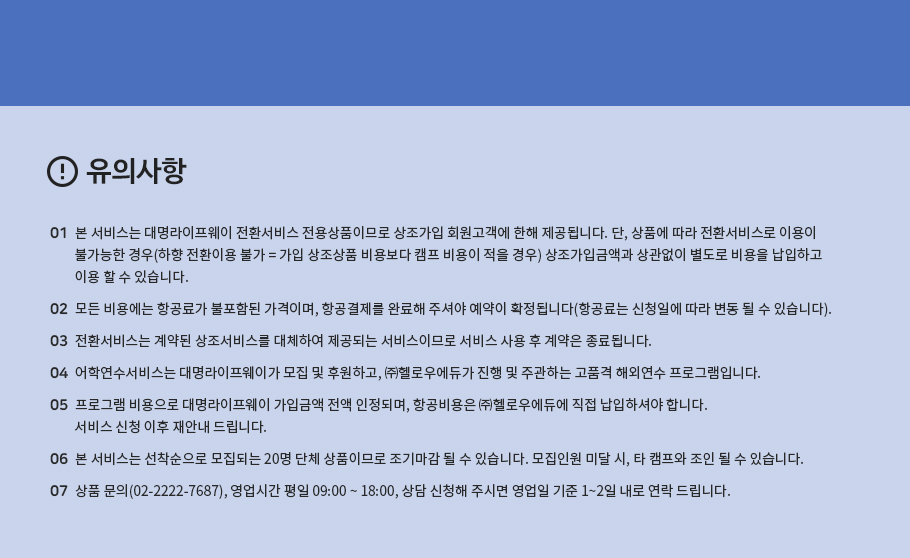 유의사항
01 본 서비스는 대명라이프웨이 전환서비스 전용상품이므로 상조가입 회원고객에 한해 제공됩니다. 단, 상품에 따라 전환서비스로 이용이
불가능한 경우(하향 전환이용 불가 = 가입 상조상품 비용보다 캠프 비용이 적을 경우) 상조가입금액과 상관없이 별도로 비용을 납입하고
이용 할 수 있습니다.
02 모든 비용에는 항공료가 불포함된 가격이며, 항공결제를 완료해 주셔야 예약이 확정됩니다(항공료는 신청일에 따라 변동 될 수 있습니다).
03 전환서비스는 계약된 상조서비스를 대체하여 제공되는 서비스이므로 서비스 사용 후 계약은 종료됩니다.
04 어학연수서비스는 대명라이프웨이가 모집 및 후원하고, ㈜헬로우에듀가 진행 및 주관하는 고품격 해외연수 프로그램입니다.
05 프로그램 비용으로 대명라이프웨이 가입금액 전액 인정되며, 항공비용은 ㈜헬로우에듀에 직접 납입하셔야 합니다.
서비스 신청 이후 재안내 드립니다.
06 본 서비스는 선착순으로 모집되는 20명 단체 상품이므로 조기마감 될 수 있습니다. 모집인원 미달 시, 타 캠프와 조인 될 수 있습니다.
07 상품 문의(02-2222-7687), 영업시간 평일 09:00 ~ 18:00, 상담 신청해 주시면 영업일 기준 1~2일 내로 연락 드립니다.